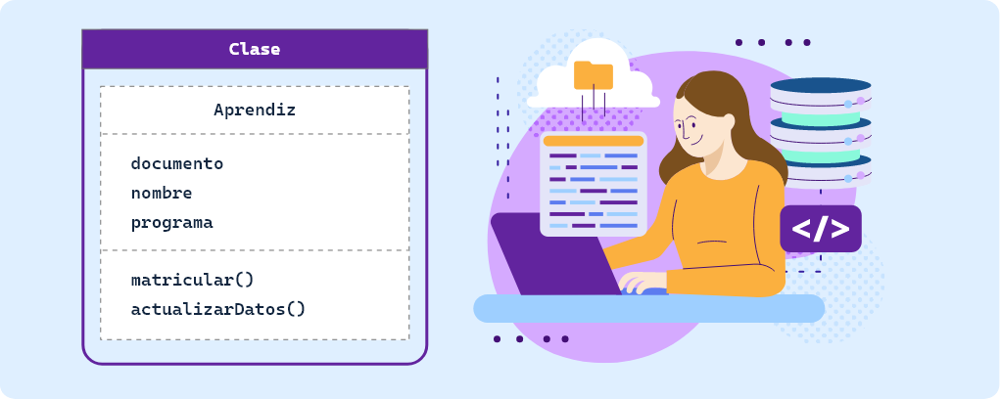 Clase
Aprendiz
documento
nombre
programa
matricular()
actualizarDatos()
</>